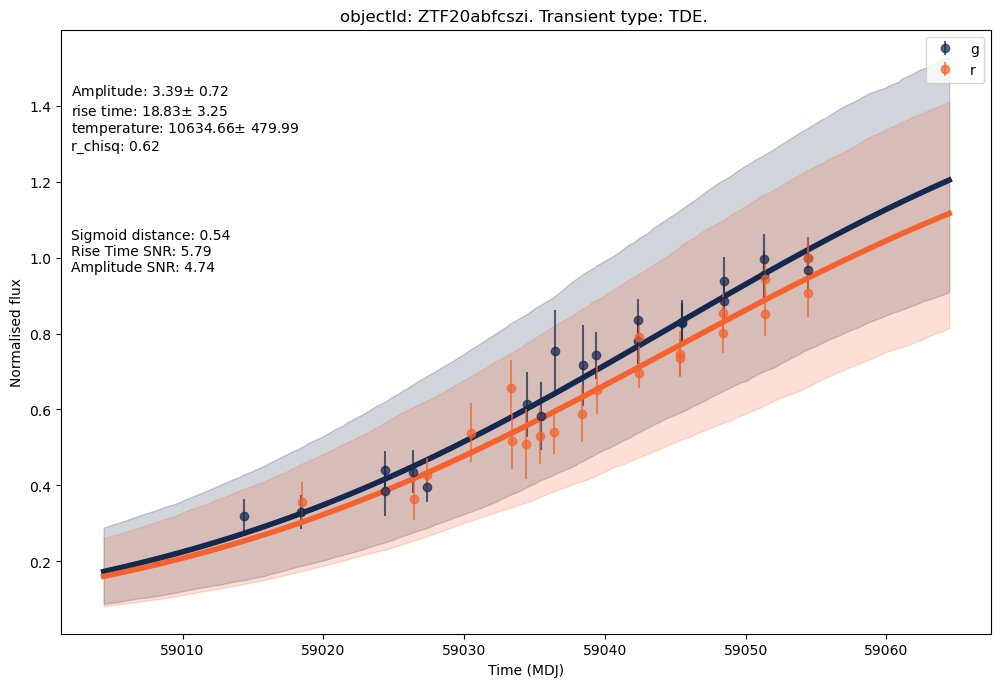 objectId: ZTF20abfcszi. Transient type: TDE.
g
r
Amplitude: 3.39± 0.72
rise time: 18.83± 3.25
temperature: 10634.66± 479.99
r_chisq: 0.62
Sigmoid distance: 0.54
Rise Time SNR: 5.79
Amplitude SNR: 4.74
Normalised flux
1.4
1.2
1.0
0.8
0.6
0.4
0.2
59010 59020 59030 59040 59050 59060
Time (MDJ)